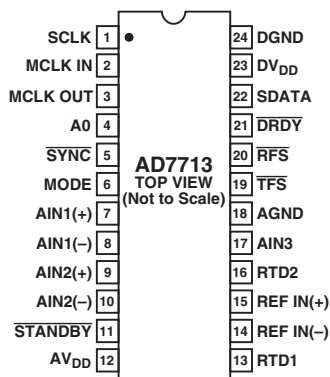 SCLK 1
MCLK IN 2
MCLK OUT 3
A0 4
SYNC 5
MODE 6
AIN1(+) 7
AIN1(–) 8
AIN2(+) 9
AIN2(–) 10
STANDBY 11
AVDD 12
AD7713
TOP VIEW
(Not to Scale)
24 DGND
23 DVDD
22 SDATA
21 DRDY
20 RFS
19 TFS
18 AGND
17 AIN3
16 RTD2
15 REF IN(+)
14 REF IN(–)
13 RTD1